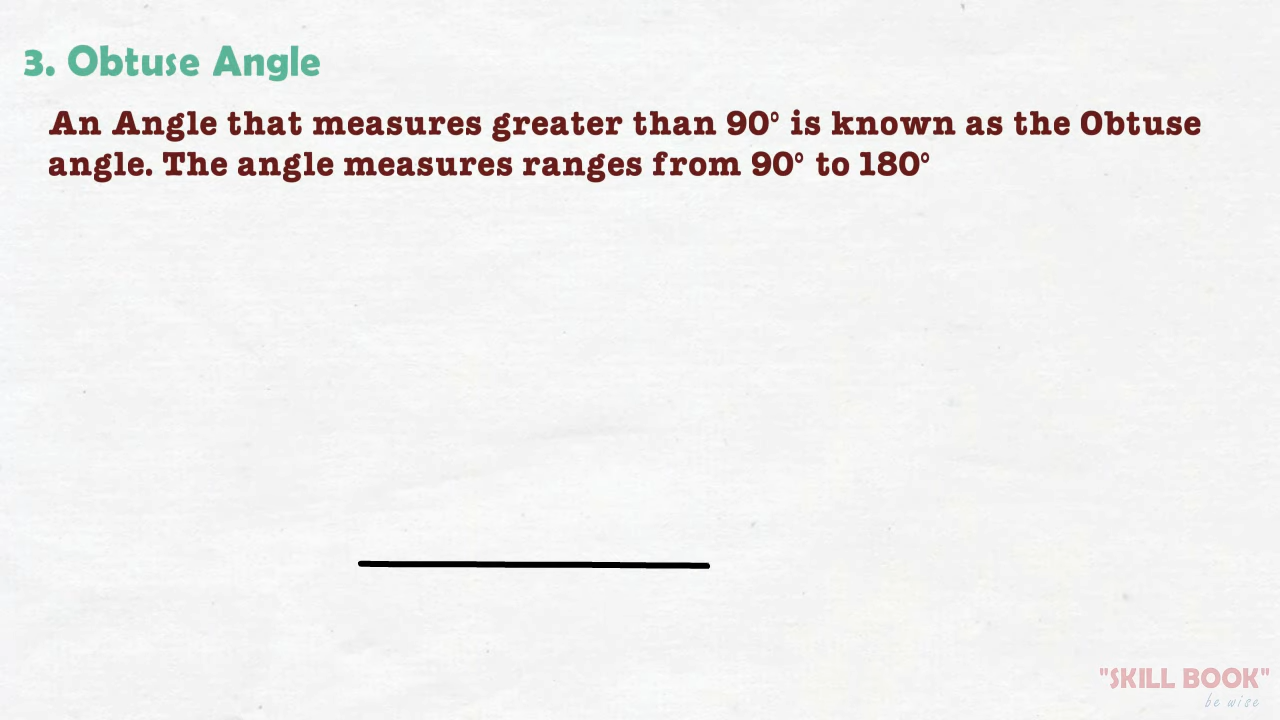 3. Obtuse Angle
An Angle that measures greater than 90° is known as the Obtuse
angle. The angle measures ranges from 90° to 180°
"SKILL BOOK"
be wise